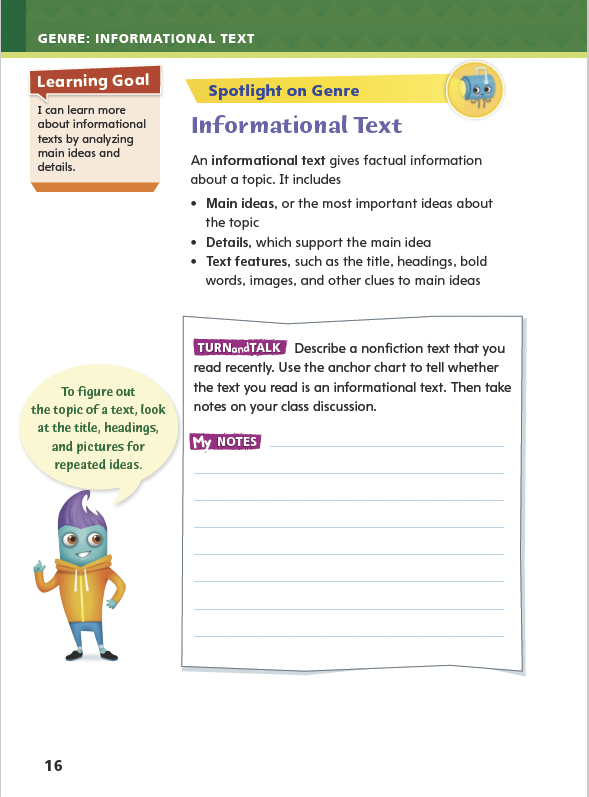 GENRE: INFORMATIONAL TEXT
Learning Goal
I can learn more
about informational
texts by analyzing
main ideas and
details.
Spotlight on Genre
Informational Text
An informational text gives factual information
about a topic. It includes
• Main ideas, or the most important ideas about
the topic
• Details, which support the main idea
• Text features, such as the title, headings, bold
words, images, and other clues to main ideas
TURNandTALK Describe a nonfiction text that you
read recently. Use the anchor chart to tell whether
the text you read is an informational text. Then take
notes on your class discussion.
My NOTES
To figure out
the topic of a text, look
at the title, headings,
and pictures for
repeated ideas.
16